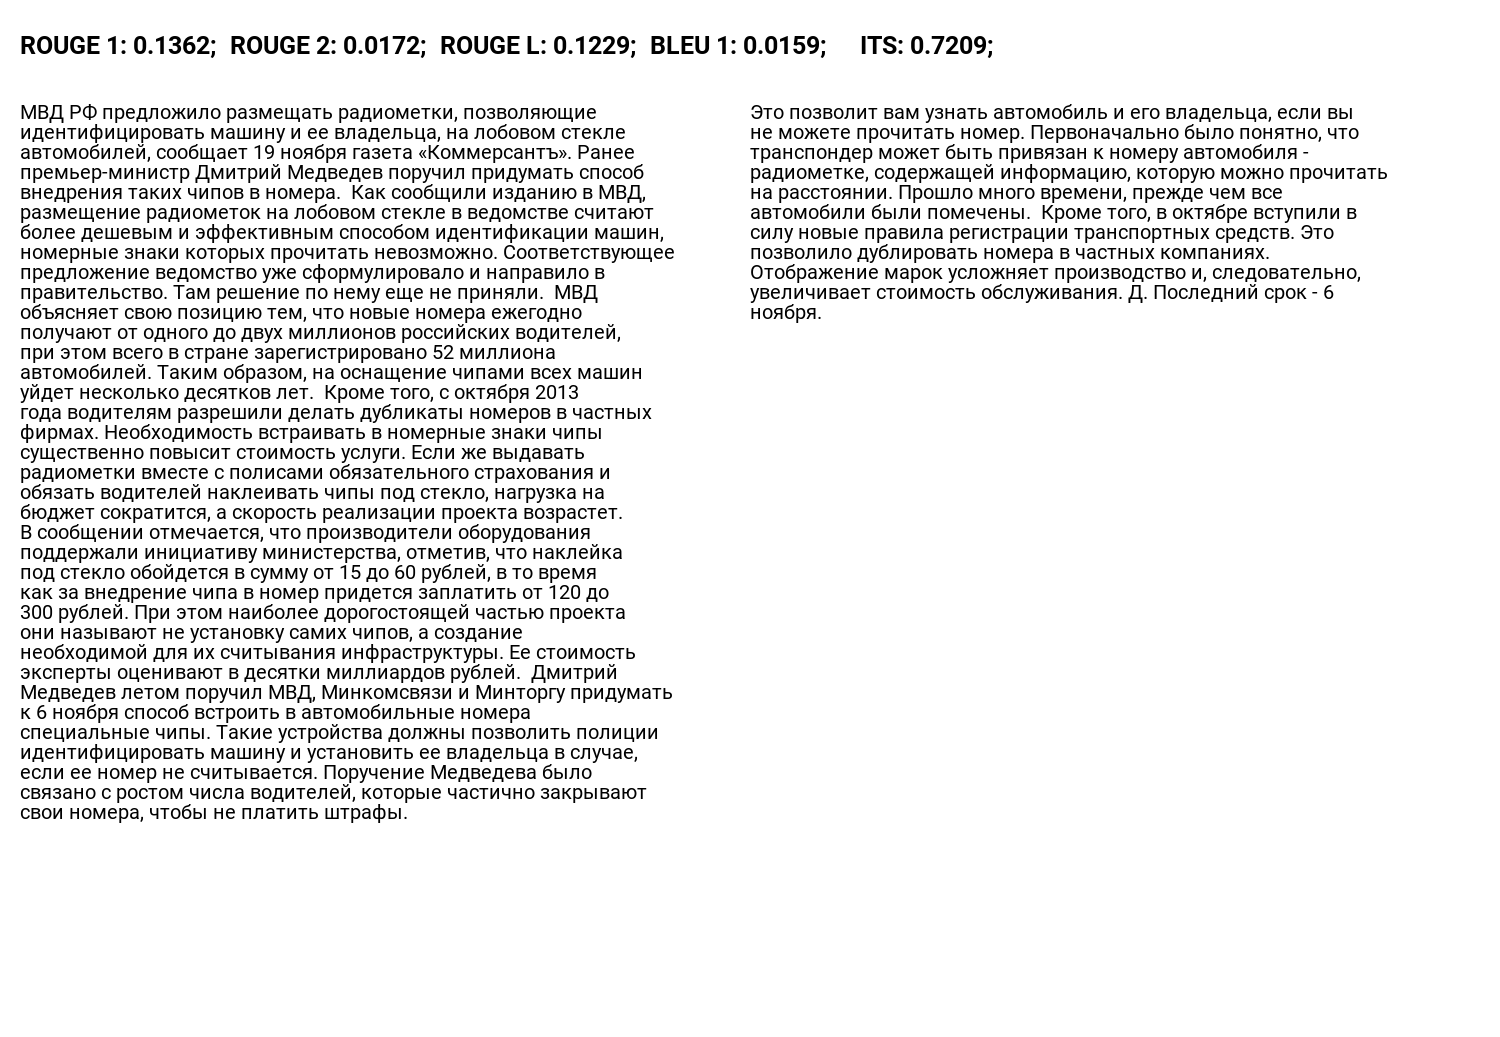 ROUGE 1: 0.1362;  ROUGE 2: 0.0172;  ROUGE L: 0.1229;  BLEU 1: 0.0159;  ITS: 0.7209;
МВД РФ предложило размещать радиометки, позволяющие
идентифицировать машину и ее владельца, на лобовом стекле
автомобилей, сообщает 19 ноября газета «Коммерсантъ». Ранее
премьер-министр Дмитрий Медведев поручил придумать способ
внедрения таких чипов в номера.  Как сообщили изданию в МВД,
размещение радиометок на лобовом стекле в ведомстве считают
более дешевым и эффективным способом идентификации машин,
номерные знаки которых прочитать невозможно. Соответствующее
предложение ведомство уже сформулировало и направило в
правительство. Там решение по нему еще не приняли.  МВД
объясняет свою позицию тем, что новые номера ежегодно
получают от одного до двух миллионов российских водителей,
при этом всего в стране зарегистрировано 52 миллиона
автомобилей. Таким образом, на оснащение чипами всех машин
уйдет несколько десятков лет.  Кроме того, с октября 2013
года водителям разрешили делать дубликаты номеров в частных
фирмах. Необходимость встраивать в номерные знаки чипы
существенно повысит стоимость услуги. Если же выдавать
радиометки вместе с полисами обязательного страхования и
обязать водителей наклеивать чипы под стекло, нагрузка на
бюджет сократится, а скорость реализации проекта возрастет.
В сообщении отмечается, что производители оборудования
поддержали инициативу министерства, отметив, что наклейка
под стекло обойдется в сумму от 15 до 60 рублей, в то время
как за внедрение чипа в номер придется заплатить от 120 до
300 рублей. При этом наиболее дорогостоящей частью проекта
они называют не установку самих чипов, а создание
необходимой для их считывания инфраструктуры. Ее стоимость
эксперты оценивают в десятки миллиардов рублей.  Дмитрий
Медведев летом поручил МВД, Минкомсвязи и Минторгу придумать
к 6 ноября способ встроить в автомобильные номера
специальные чипы. Такие устройства должны позволить полиции
идентифицировать машину и установить ее владельца в случае,
если ее номер не считывается. Поручение Медведева было
связано с ростом числа водителей, которые частично закрывают
свои номера, чтобы не платить штрафы.
Это позволит вам узнать автомобиль и его владельца, если вы
не можете прочитать номер. Первоначально было понятно, что
транспондер может быть привязан к номеру автомобиля -
радиометке, содержащей информацию, которую можно прочитать
на расстоянии. Прошло много времени, прежде чем все
автомобили были помечены.  Кроме того, в октябре вступили в
силу новые правила регистрации транспортных средств. Это
позволило дублировать номера в частных компаниях.
Отображение марок усложняет производство и, следовательно,
увеличивает стоимость обслуживания. Д. Последний срок - 6
ноября.